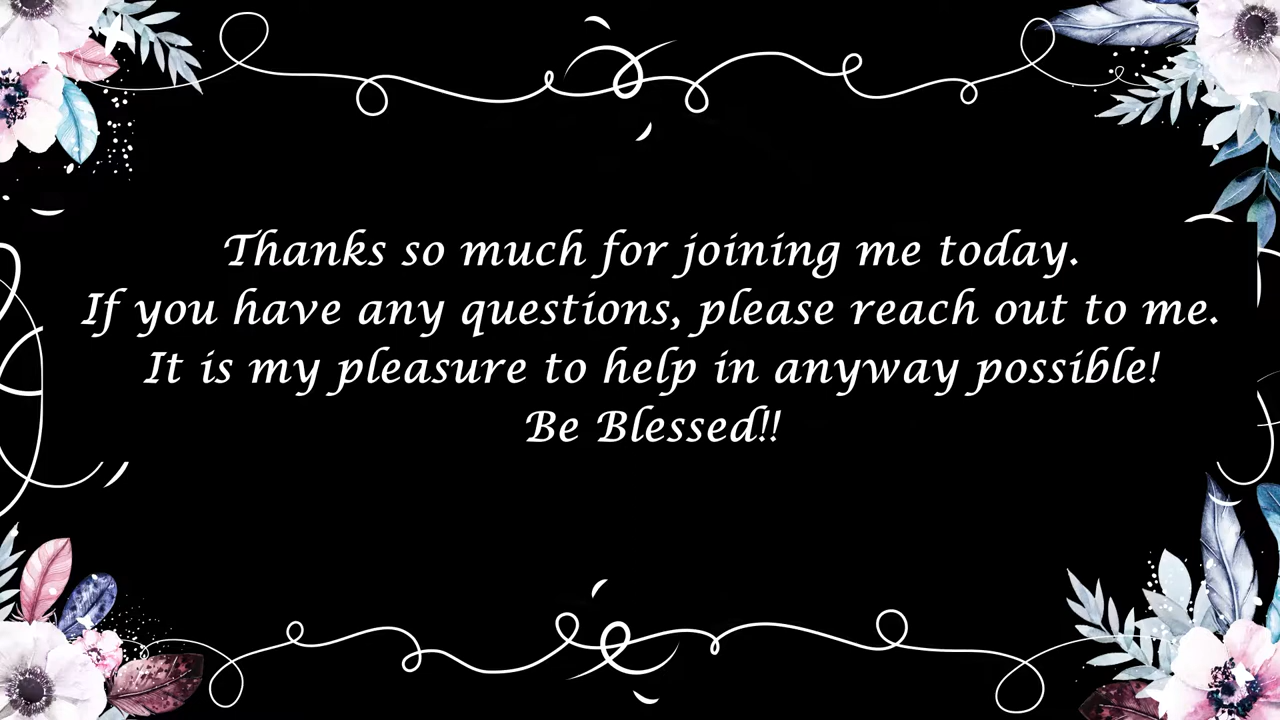 Thanks so much for joining me today.
If you have any questions, please reach out to me.
It is my pleasure to help in anyway possible!
Be Blessed!!